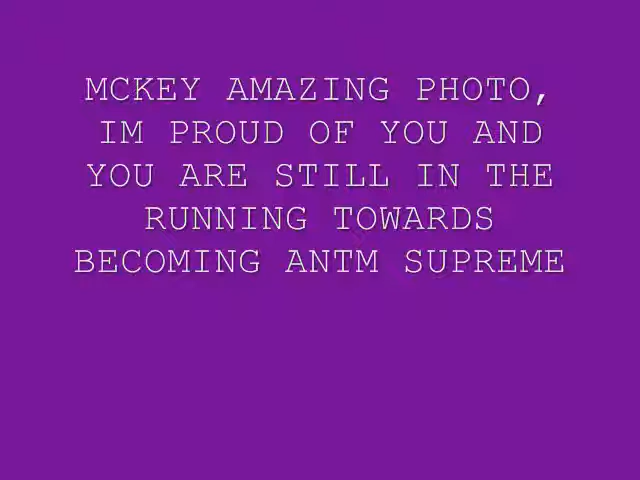 MCKEY AMAZING PHOTO,
IM PROUD OF YOU AND
YOU ARE STILL IN THE
RUNNING TOWARDS
BECOMING ANTM SUPREME